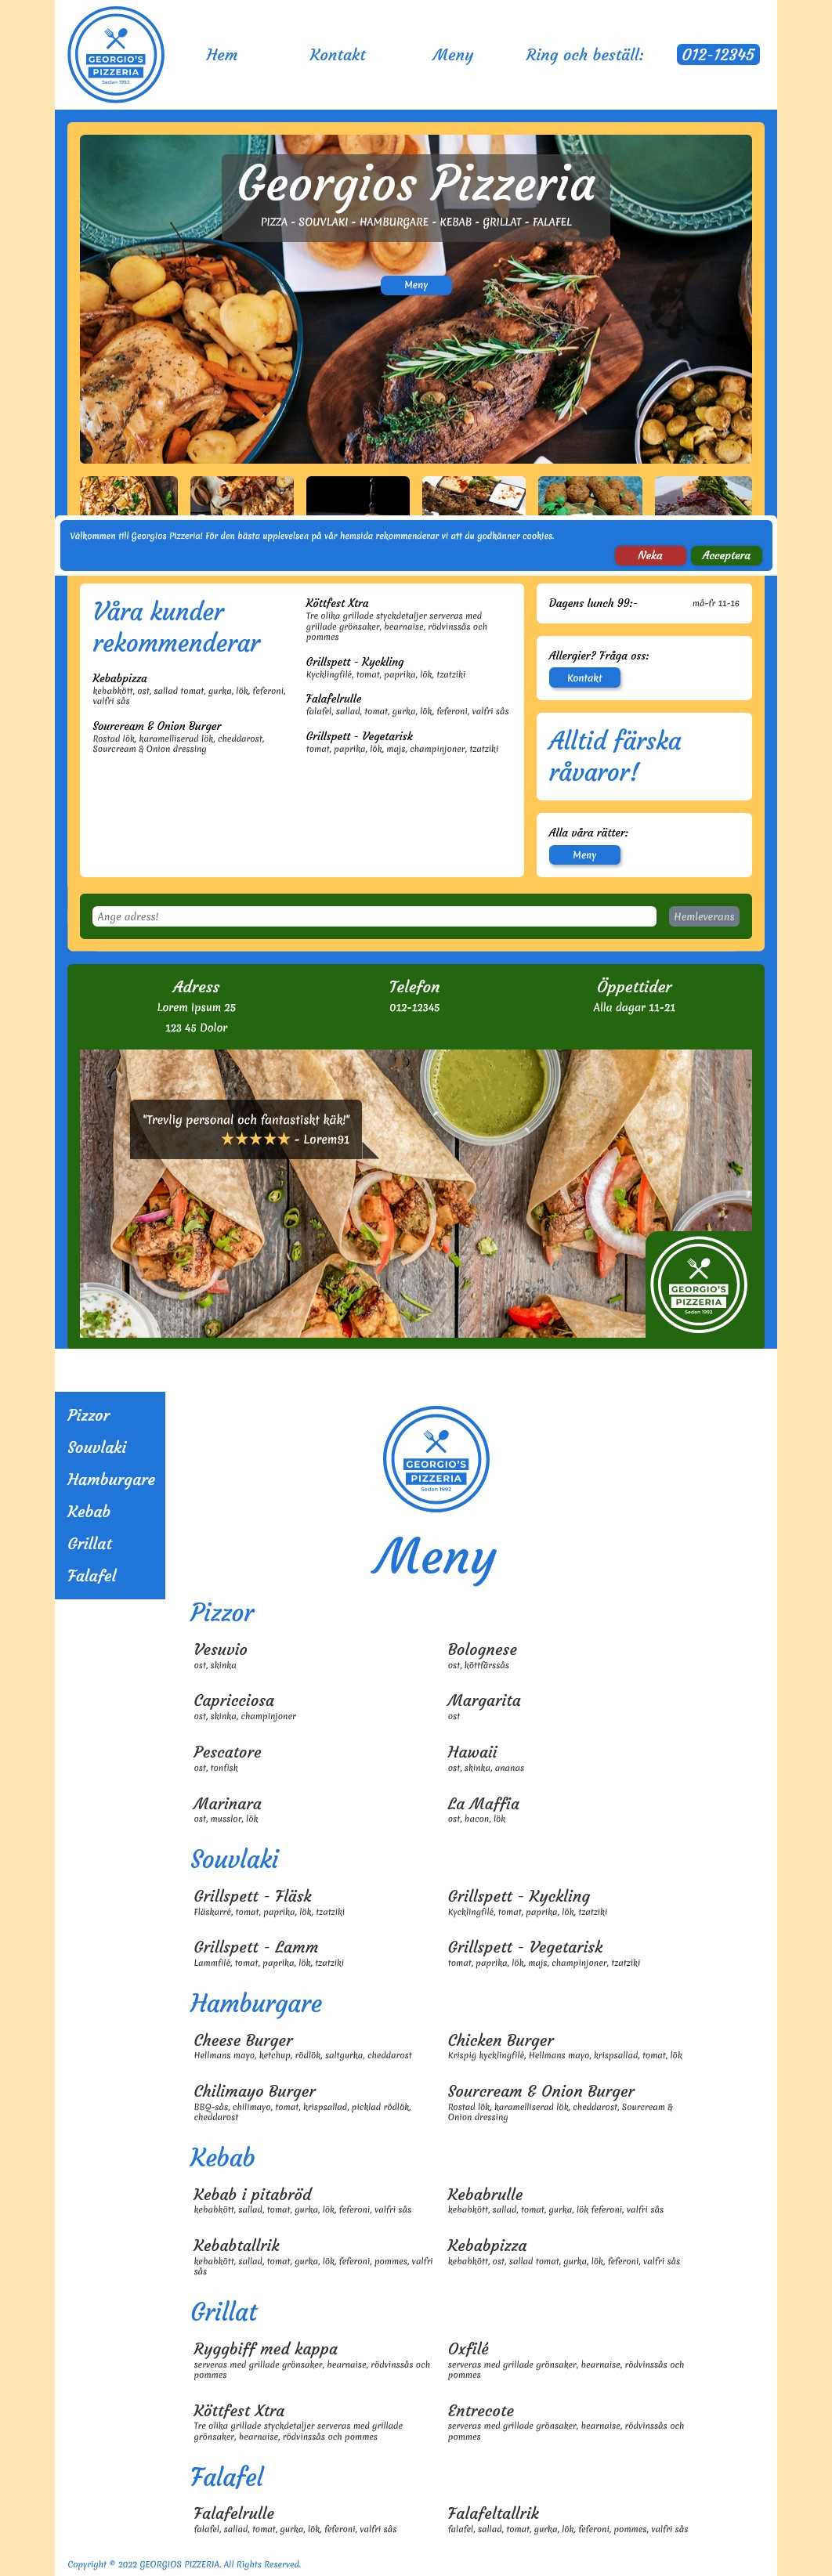 GEORGIO'S
PIZZERIA
Sedan 1992
Hem
Kontakt
Meny
Ring och beställ:
012-12345
Georgios Pizzeria
PIZZA - SOUVLAKI - HAMBURGARE - KEBAB - GRILLAT - FALAFEL
Meny
Välkommen till Georgios Pizzeria! För den bästa upplevelsen på vår hemsida rekommenderar vi att du godkänner cookies.
Neka
Acceptera
Våra kunder
rekommenderar
Kebabpizza
kebabkött, ost, sallad tomat, gurka, lök, feferoni,
valfri sås
Sourcream & Onion Burger
Rostad lök, karamelliserad lök, cheddarost,
Sourcream & Onion dressing
Köttfest Xtra
Tre olika grillade styckdetaljer serveras med
grillade grönsaker, bearnaise, rödvinssås och
pommes
Grillspett - Kyckling
Kycklingfilé, tomat, paprika, lök, tzatziki
Falafelrulle
falafel, sallad, tomat, gurka, lök, feferoni, valfri sås
Grillspett - Vegetarisk
tomat, paprika, lök, majs, champinjoner, tzatziki
Dagens lunch 99:-
må-fr 11-16
Allergier? Fråga oss:
Kontakt
Alltid färska
råvaror!
Alla våra rätter:
Meny
Ange adress!
Hemleverans
Adress
Lorem Ipsum 25
123 45 Dolor
Telefon
012-12345
Öppettider
Alla dagar 11-21
"Trevlig personal och fantastiskt käk!"
★★★★★ - Lorem91
GEORGIO'S
PIZZERIA
Sedan 1992
Pizzor
Souvlaki
Hamburgare
Kebab
Grillat
Falafel
GEORGIO'S
PIZZERIA
Sedan 1992
Meny
Pizzor
Vesuvio
ost, skinka
Bolognese
ost, köttfärssås
Capricciosa
ost, skinka, champinjoner
Margarita
ost
Pescatore
ost, tonfisk
Hawaii
ost, skinka, ananas
Marinara
ost, musslor, lök
La Maffia
ost, bacon, lök
Souvlaki
Grillspett - Fläsk
Fläskarré, tomat, paprika, lök, tzatziki
Grillspett - Kyckling
Kycklingfilé, tomat, paprika, lök, tzatziki
Grillspett - Lamm
Lammfilé, tomat, paprika, lök, tzatziki
Grillspett - Vegetarisk
tomat, paprika, lök, majs, champinjoner, tzatziki
Hamburgare
Cheese Burger
Hellmans mayo, ketchup, rödlök, saltgurka, cheddarost
Chicken Burger
Krispig kycklingfilé, Hellmans mayo, krispsallad, tomat, lök
Chilimayo Burger
BBQ-sås, chilimayo, tomat, krispsallad, picklad rödlök,
cheddarost
Sourcream & Onion Burger
Rostad lök, karamelliserad lök, cheddarost, Sourcream &
Onion dressing
Kebab
Kebab i pitabröd
kebabkött, sallad, tomat, gurka, lök, feferoni, valfri sås
Kebabrulle
kebabkött, sallad, tomat, gurka, lök feferoni, valfri sås
Kebabtallrik
kebabkött, sallad, tomat, gurka, lök, feferoni, pommes, valfri
sås
Kebabpizza
kebabkött, ost, sallad tomat, gurka, lök, feferoni, valfri sås
Grillat
Ryggbiff med kappa
serveras med grillade grönsaker, bearnaise, rödvinssås och
pommes
Oxfilé
serveras med grillade grönsaker, bearnaise, rödvinssås och
pommes
Köttfest Xtra
Tre olika grillade styckdetaljer serveras med grillade
grönsaker, bearnaise, rödvinssås och pommes
Entrecote
serveras med grillade grönsaker, bearnaise, rödvinssås och
pommes
Falafel
Falafelrulle
falafel, sallad, tomat, gurka, lök, feferoni, valfri sås
Falafeltallrik
falafel, sallad, tomat, gurka, lök, feferoni, pommes, valfri sås
Copyright © 2022 GEORGIOS PIZZERIA. All Rights Reserved.